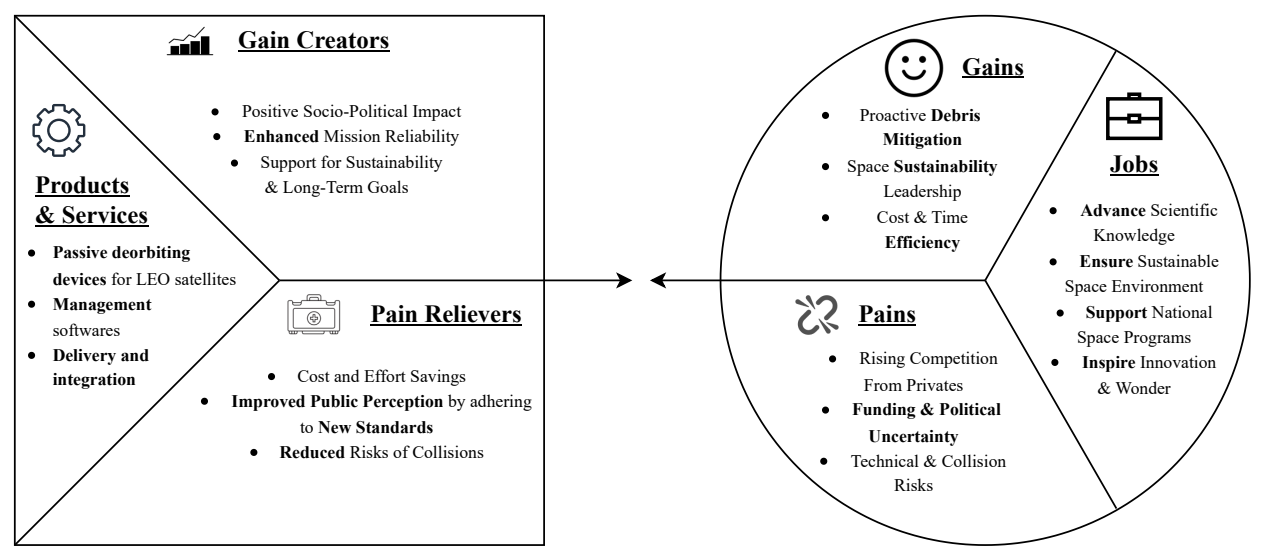 Gain Creators
• Positive Socio-Political Impact
• Enhanced Mission Reliability
• Support for Sustainability
& Long-Term Goals
Products
& Services
• Passive deorbiting
devices for LEO satellites
• Management
softwares
• Delivery and
integration
Pain Relievers
• Cost and Effort Savings
• Improved Public Perception by adhering
to New Standards
• Reduced Risks of Collisions
Gains
• Proactive Debris
Mitigation
• Space Sustainability
Leadership
• Cost & Time
Efficiency
Pains
• Rising Competition
From Privates
• Funding & Political
Uncertainty
• Technical & Collision
Risks
Jobs
• Advance Scientific
Knowledge
• Ensure Sustainable
Space Environment
• Support National
Space Programs
• Inspire Innovation
& Wonder